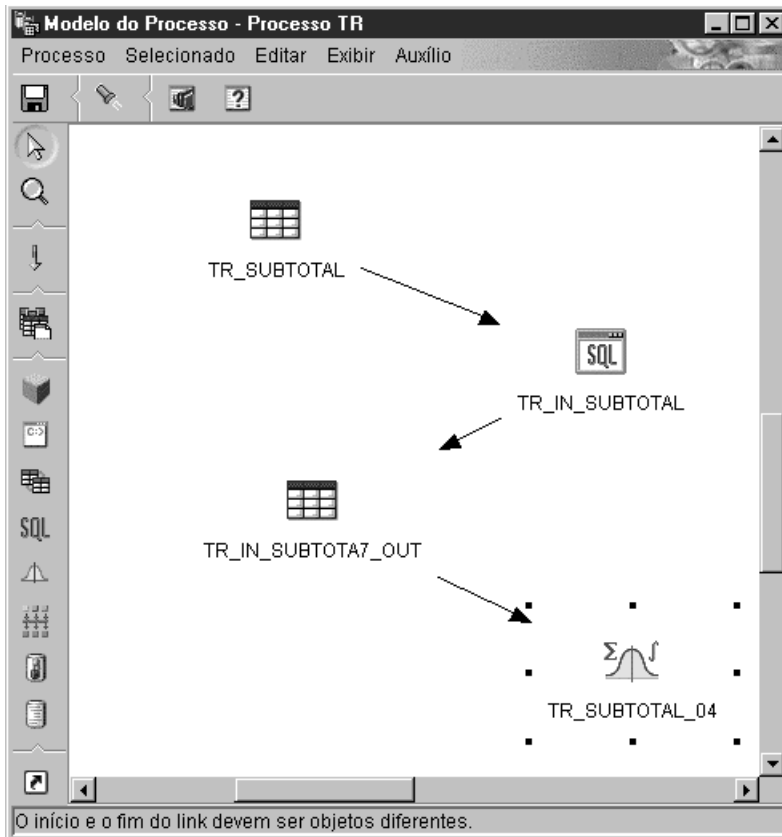 Modelo do Processo - Processo TR
Processo Selecionado Editar Exibir Auxílio
TR_SUBTOTAL
SQL
TR_IN_SUBTOTAL
TR_IN_SUBTOTA7_OUT
SQL
TR_SUBTOTAL_04
O início e o fim do link devem ser objetos diferentes.